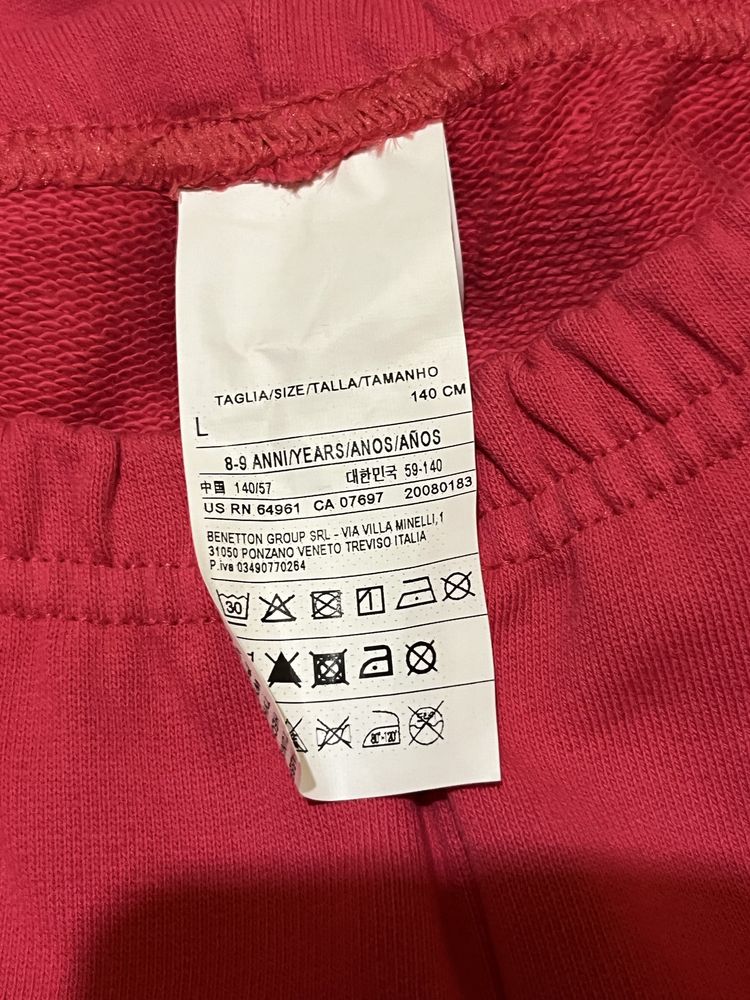 TAGLIA/SIZE/TALLA/TAMANHO
L 140 CM
8-9 ANNI/YEARS/ANOS/AÑOS
中国 140/57 대한민국 59-140
US RN 64961 CA 07697 20080183
BENETTON GROUP SRL - VIA VILLA MINELLI,1
31050 PONZANO VENETO TREVISO ITALIA
P.iva 03490770264
30
80°-120°